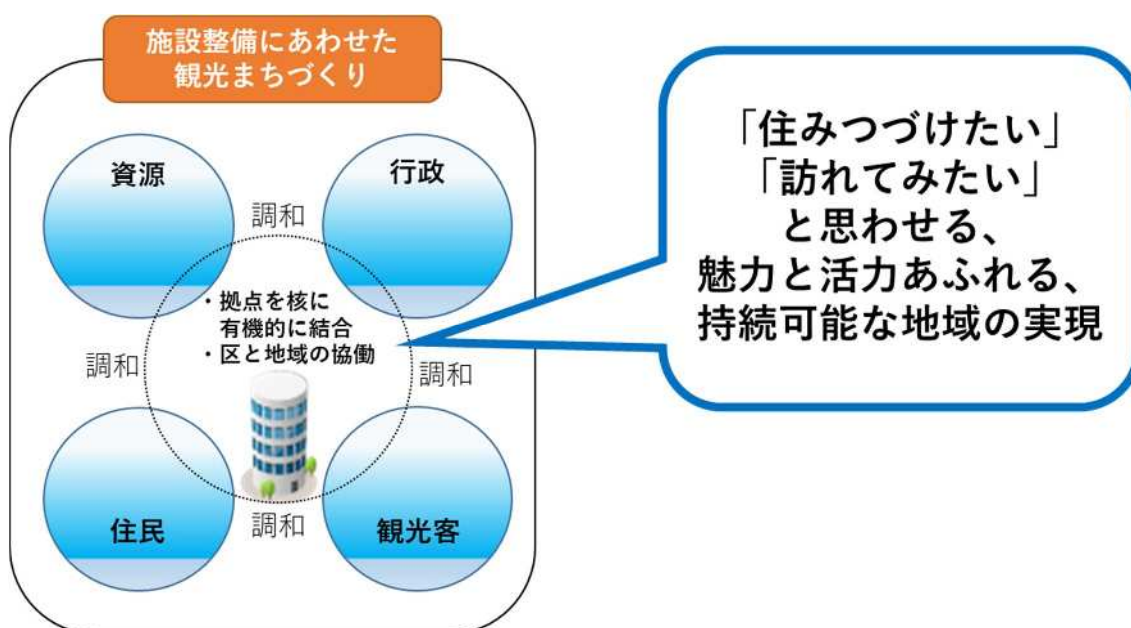 施設整備にあわせた
観光まちづくり
資源
行政
調和
・拠点を核に
有機的に結合
・区と地域の協働
調和
調和
住民
観光客
調和
「住みつづけたい」
「訪れてみたい」
と思わせる、
魅力と活力あふれる、
持続可能な地域の実現